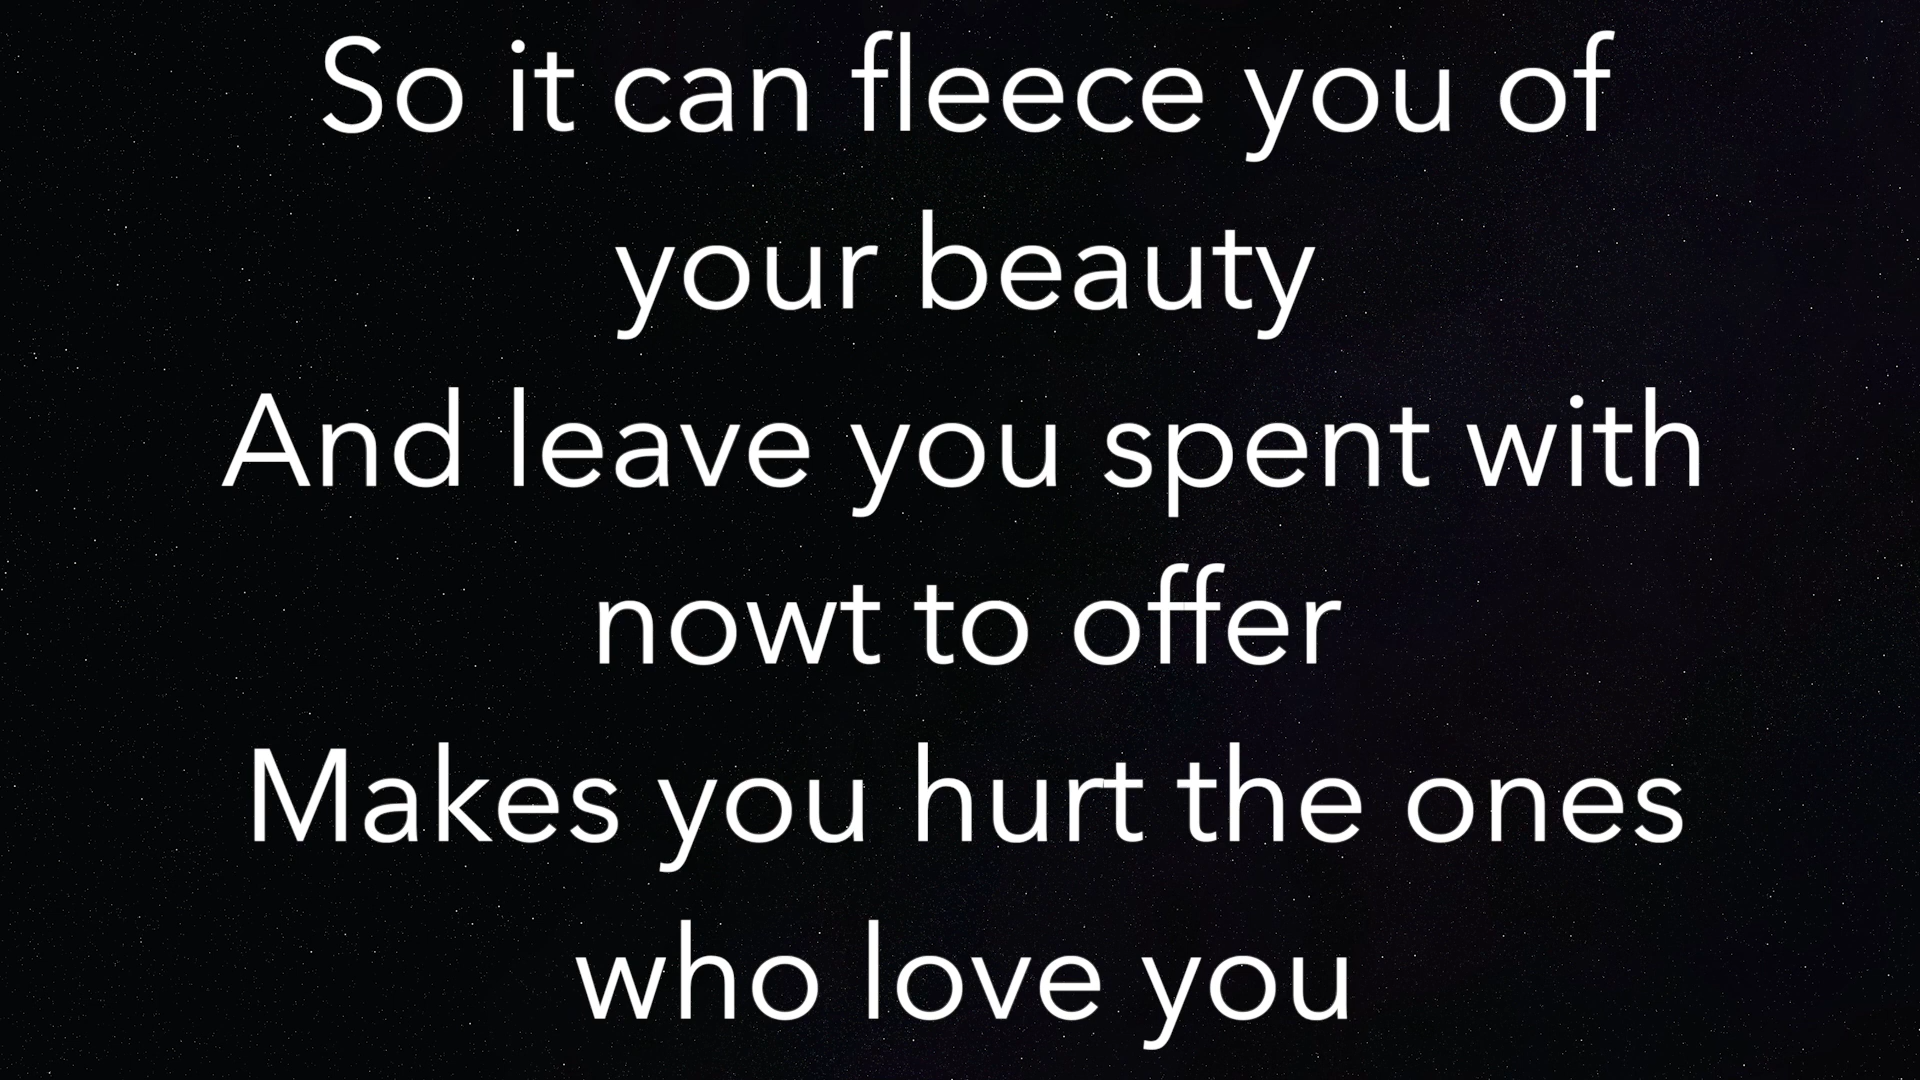 So it can fleece you of
your beauty
And leave you spent with
nowt to offer
Makes you hurt the ones
who love you